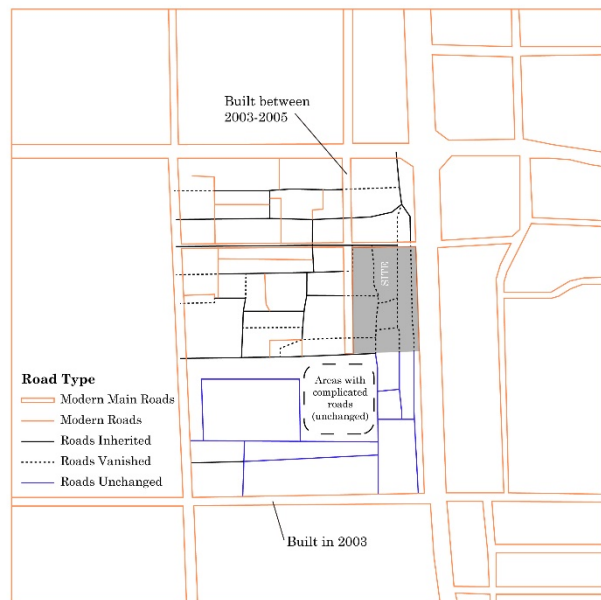 Built between
2003-2005
SITE
Areas with
complicated
roads
(unchanged)
Road Type
Modern Main Roads
Modern Roads
Roads Inherited
Roads Vanished
Roads Unchanged
Built in 2003